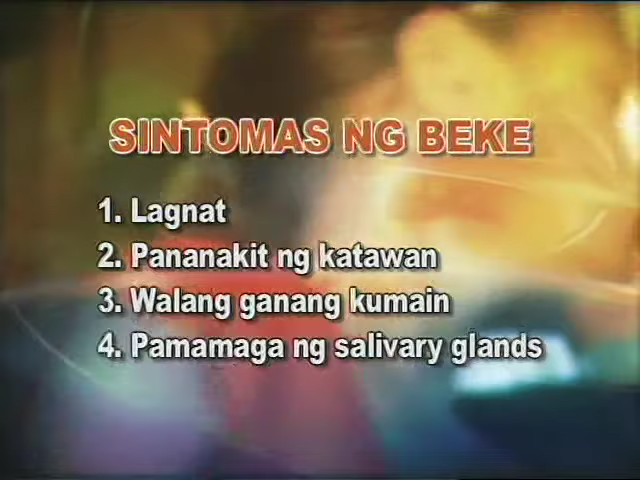 SINTOMAS NG BEKE
1. Lagnat
2. Pananakit ng katawan
3. Walang ganang kumain
4. Pamamaga ng salivary glands